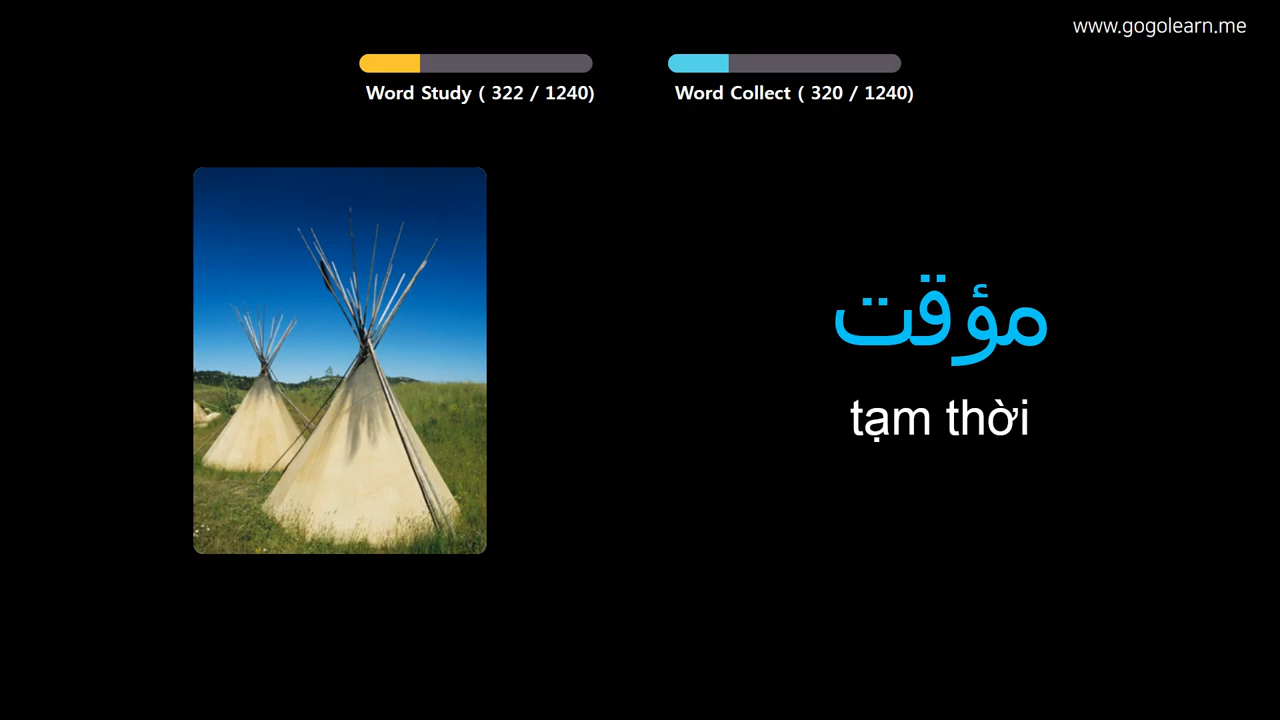 www.gogolearn.me
Word Study ( 322 / 1240)
Word Collect ( 320 / 1240)
مؤقت
tạm thời